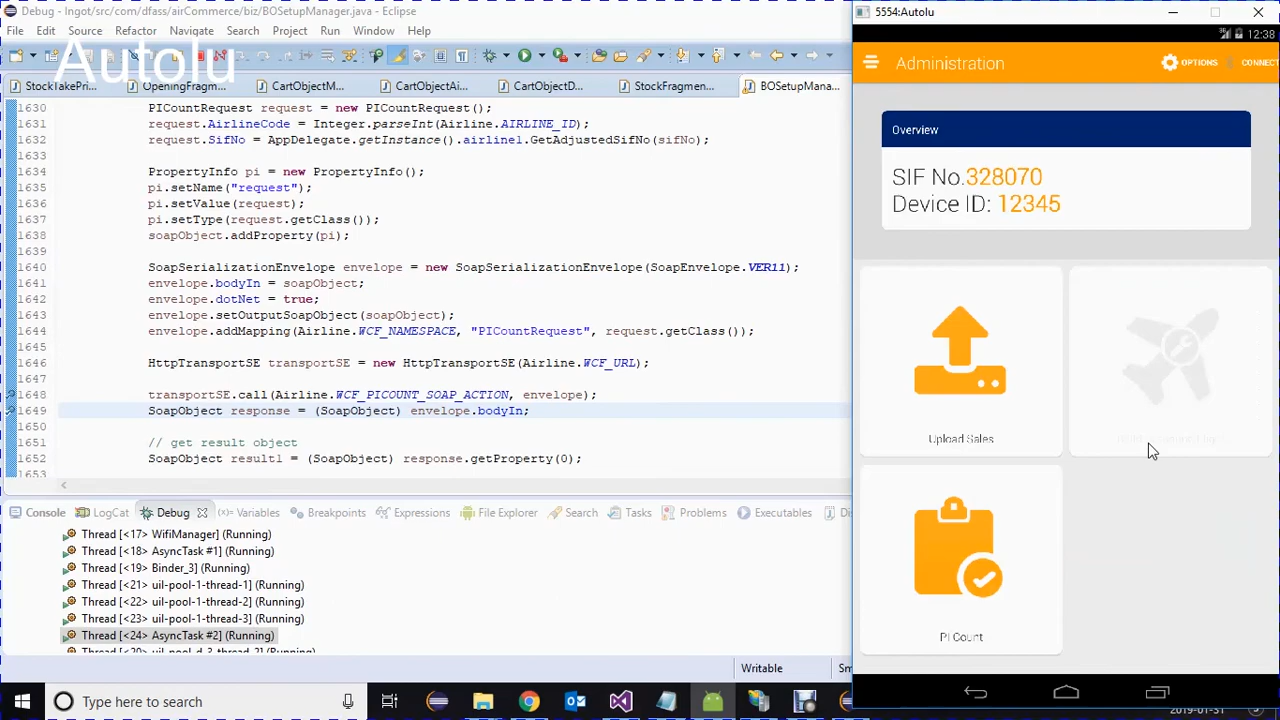 Debug - Ingot/src/com/dfass/airCommerce/biz/BOSetupManager.java - Eclipse
File Edit Source Refactor Navigate Search Project Run Window Help
Autolu
StockTakePri... OpeningFragm... CartObjectM... CartObjectAi... CartObjectD... StockFragmen... BOSetupMana...
1630 PICountRequest request = new PICountRequest();
1631 request.AirlineCode = Integer.parseInt(Airline.AIRLINE_ID);
1632 request.SifNo = AppDelegate.getInstance().airline1.GetAdjustedSifNo(sifNo);
1633
1634 PropertyInfo pi = new PropertyInfo();
1635 pi.setName("request");
1636 pi.setValue(request);
1637 pi.setType(request.getClass());
1638 soapObject.addProperty(pi);
1639
1640 SoapSerializationEnvelope envelope = new SoapSerializationEnvelope(SoapEnvelope.VER11);
1641 envelope.bodyIn = soapObject;
1642 envelope.dotNet = true;
1643 envelope.setOutputSoapObject(soapObject);
1644 envelope.addMapping(Airline.WCF_NAMESPACE, "PICountRequest", request.getClass());
1645
1646 HttpTransportSE transportSE = new HttpTransportSE(Airline.WCF_URL);
1647
1648 transportSE.call(Airline.WCF_PICOUNT_SOAP_ACTION, envelope);
1649 SoapObject response = (SoapObject) envelope.bodyIn;
1650
1651 // get result object
1652 SoapObject result1 = (SoapObject) response.getProperty(0);
1653
Console LogCat Debug Variables Breakpoints Expressions File Explorer Search Tasks Problems Executables Di
Thread [<17> WifiManager] (Running)
Thread [<18> AsyncTask #1] (Running)
Thread [<19> Binder_3] (Running)
Thread [<21> uil-pool-1-thread-1] (Running)
Thread [<22> uil-pool-1-thread-2] (Running)
Thread [<23> uil-pool-1-thread-3] (Running)
Thread [<24> AsyncTask #2] (Running)
Writable Sm
Type here to search
5554:Autolu
12:38
Administration OPTIONS CONNECT
Overview
SIF No.328070
Device ID: 12345
Upload Sales
PI Count
2019-01-31